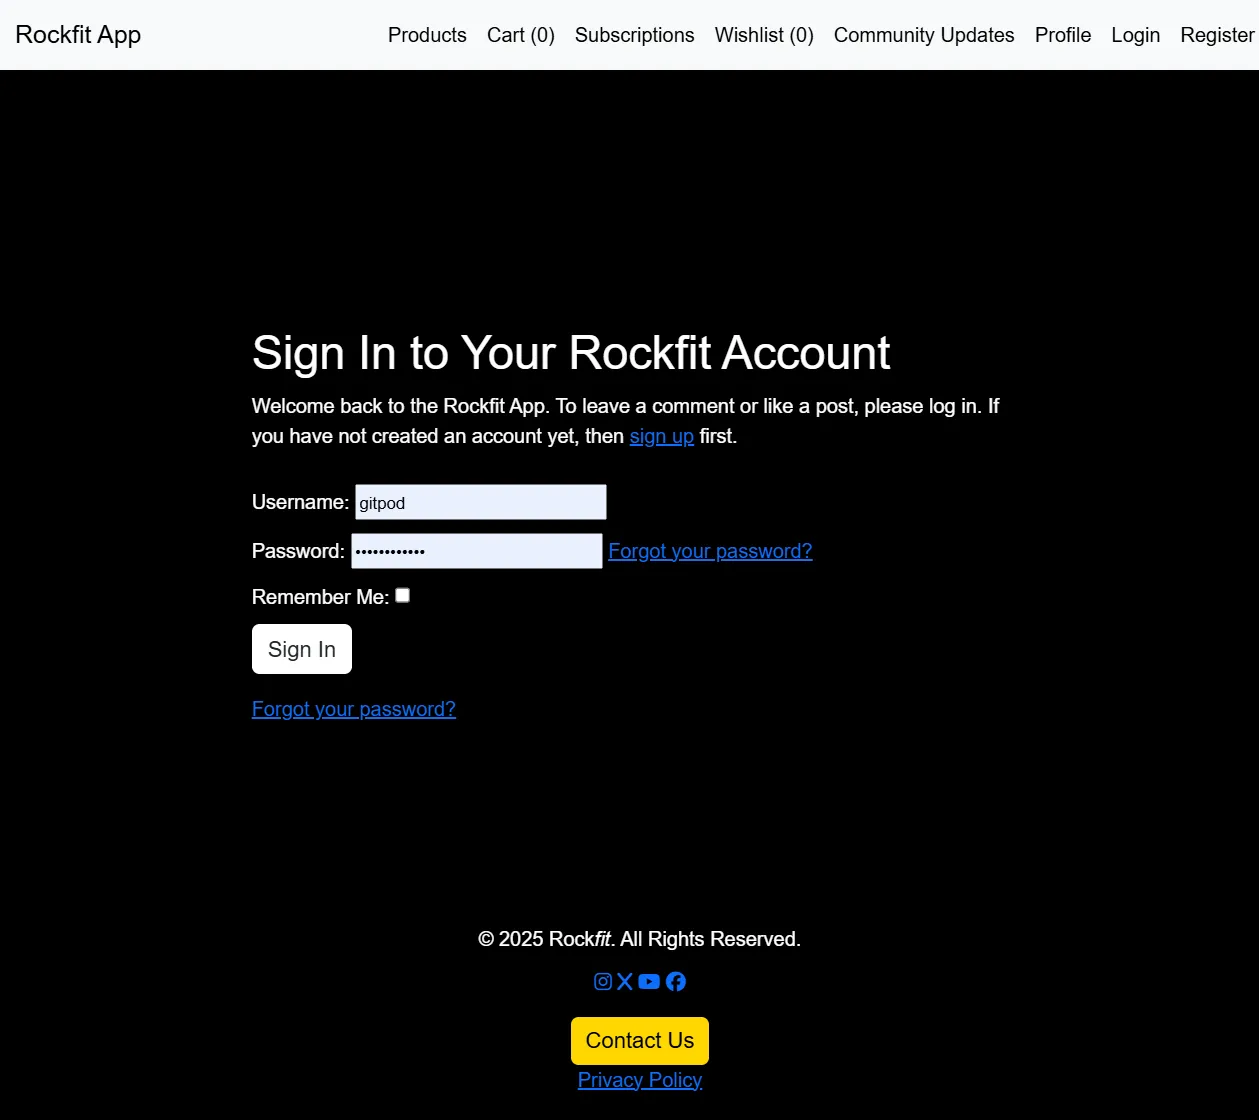 Rockfit App Products Cart (0) Subscriptions Wishlist (0) Community Updates Profile Login Register
Sign In to Your Rockfit Account
Welcome back to the Rockfit App. To leave a comment or like a post, please log in. If
you have not created an account yet, then sign up first.
Username: gitpod
Password: •••••••••••• Forgot your password?
Remember Me:
Sign In
Forgot your password?
© 2025 Rockfit. All Rights Reserved.
Contact Us
Privacy Policy